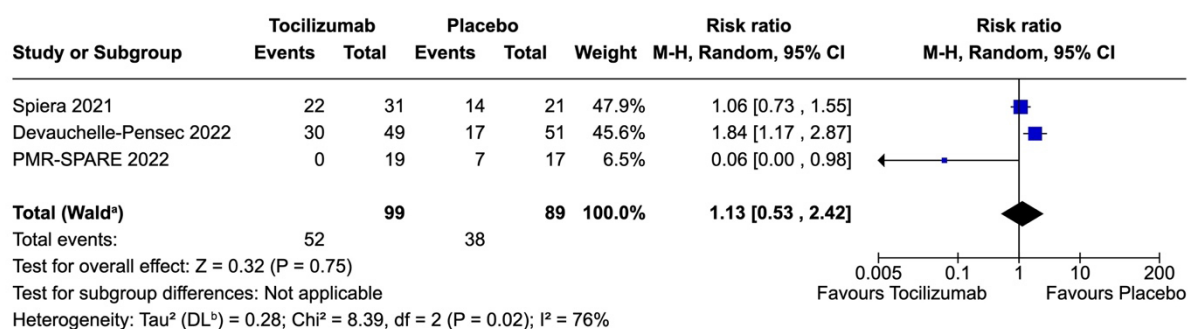 Tocilizumab Placebo Risk ratio Risk ratio
Study or Subgroup Events Total Events Total Weight M-H, Random, 95% CI M-H, Random, 95% CI
Spiera 2021 22 31 14 21 47.9% 1.06 [0.73 , 1.55]
Devauchelle-Pensec 2022 30 49 17 51 45.6% 1.84 [1.17 , 2.87]
PMR-SPARE 2022 0 19 7 17 6.5% 0.06 [0.00 , 0.98]
Total (Waldᵃ) 99 89 100.0% 1.13 [0.53 , 2.42]
Total events: 52 38
Test for overall effect: Z = 0.32 (P = 0.75)
0.005 0.1 1 10 200
Test for subgroup differences: Not applicable
Favours Tocilizumab Favours Placebo
Heterogeneity: Tau² (DLᵇ) = 0.28; Chi² = 8.39, df = 2 (P = 0.02); I² = 76%